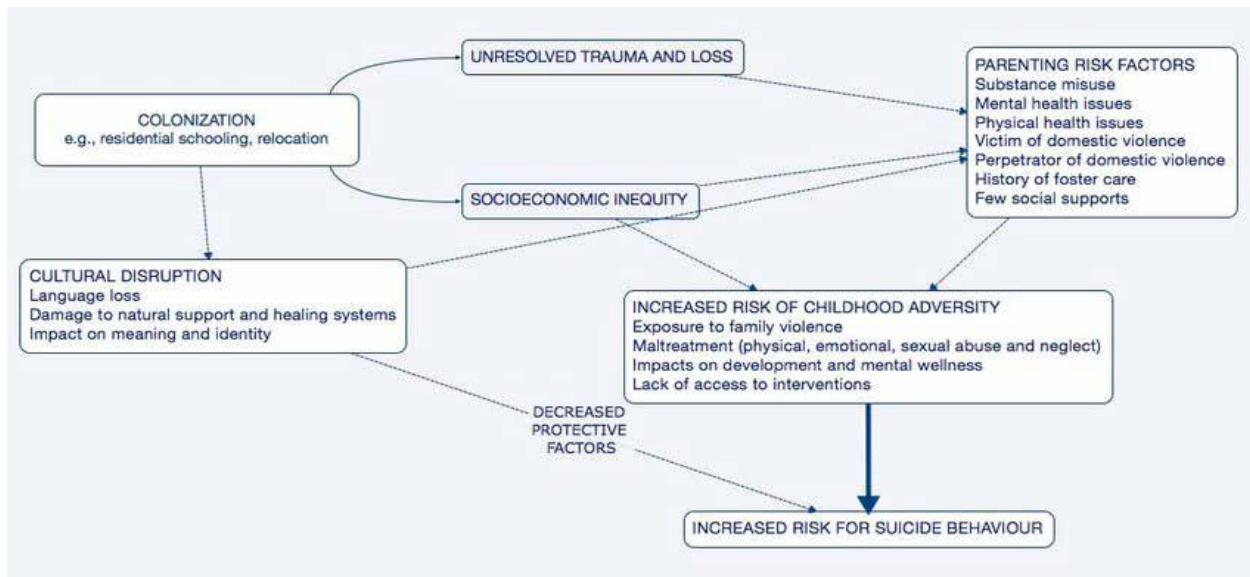 UNRESOLVED TRAUMA AND LOSS
COLONIZATION
e.g., residential schooling, relocation
SOCIOECONOMIC INEQUITY
PARENTING RISK FACTORS
Substance misuse
Mental health issues
Physical health issues
Victim of domestic violence
Perpetrator of domestic violence
History of foster care
Few social supports
CULTURAL DISRUPTION
Language loss
Damage to natural support and healing systems
Impact on meaning and identity
INCREASED RISK OF CHILDHOOD ADVERSITY
Exposure to family violence
Maltreatment (physical, emotional, sexual abuse and neglect)
Impacts on development and mental wellness
Lack of access to interventions
DECREASED
PROTECTIVE
FACTORS
INCREASED RISK FOR SUICIDE BEHAVIOUR